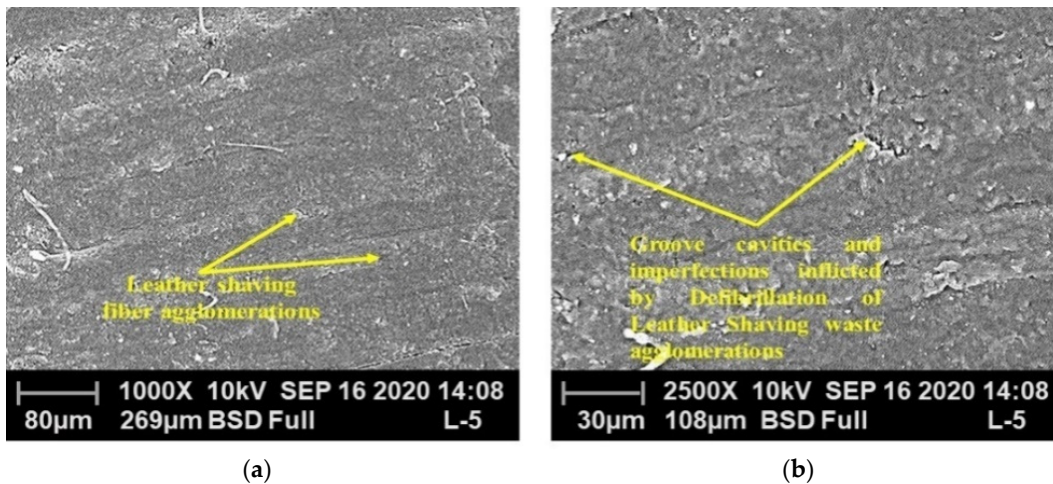 Leather shaving
fiber agglomerations
1000X 10kV SEP 16 2020 14:08
80μm 269μm BSD Full L-5
(a)
Groove cavities and
imperfections inflicted
by Defibrillation of
Leather Shaving waste
agglomerations
2500X 10kV SEP 16 2020 14:08
30μm 108μm BSD Full L-5
(b)